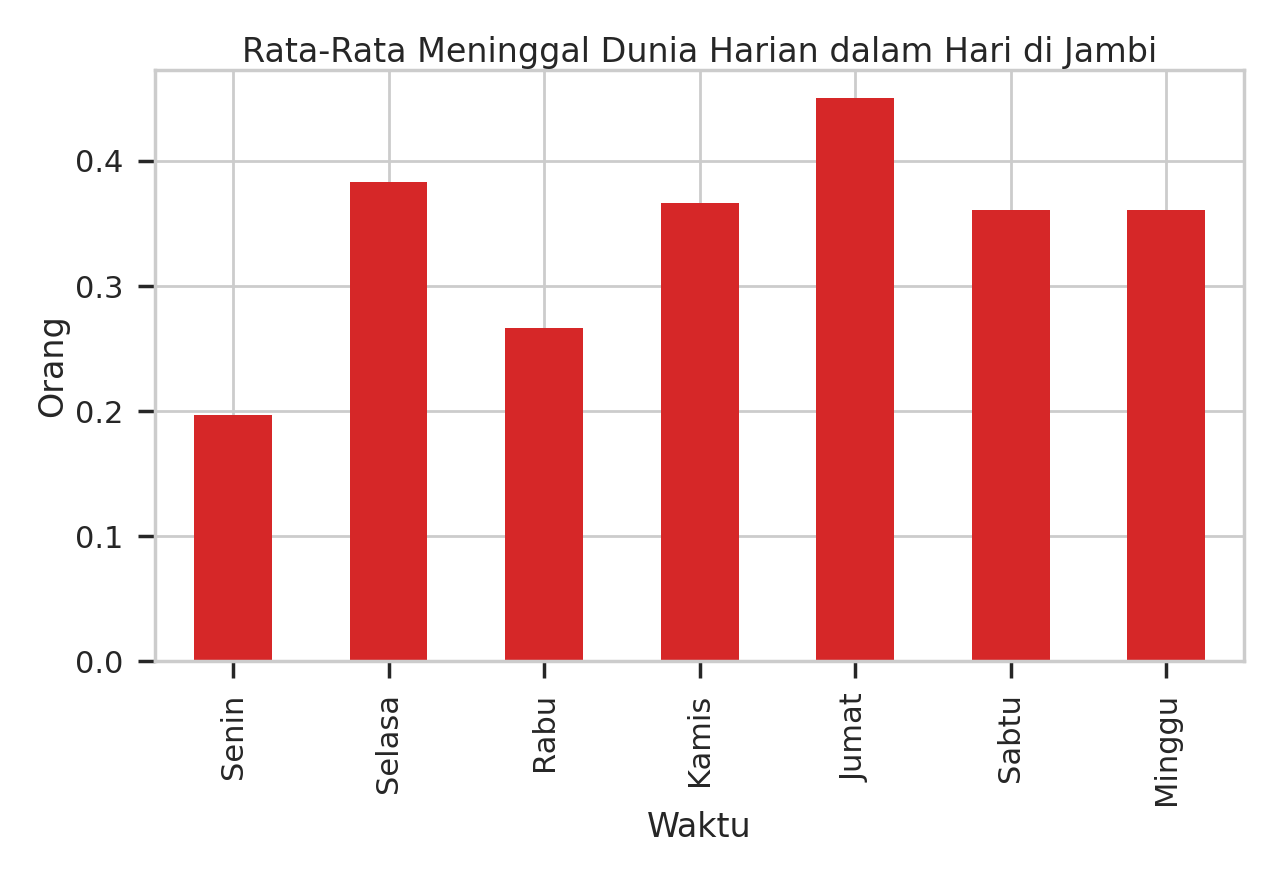 Rata-Rata Meninggal Dunia Harian dalam Hari di Jambi
Orang
0.4
0.3
0.2
0.1
0.0
Senin
Selasa
Rabu
Kamis
Jumat
Sabtu
Minggu
Waktu